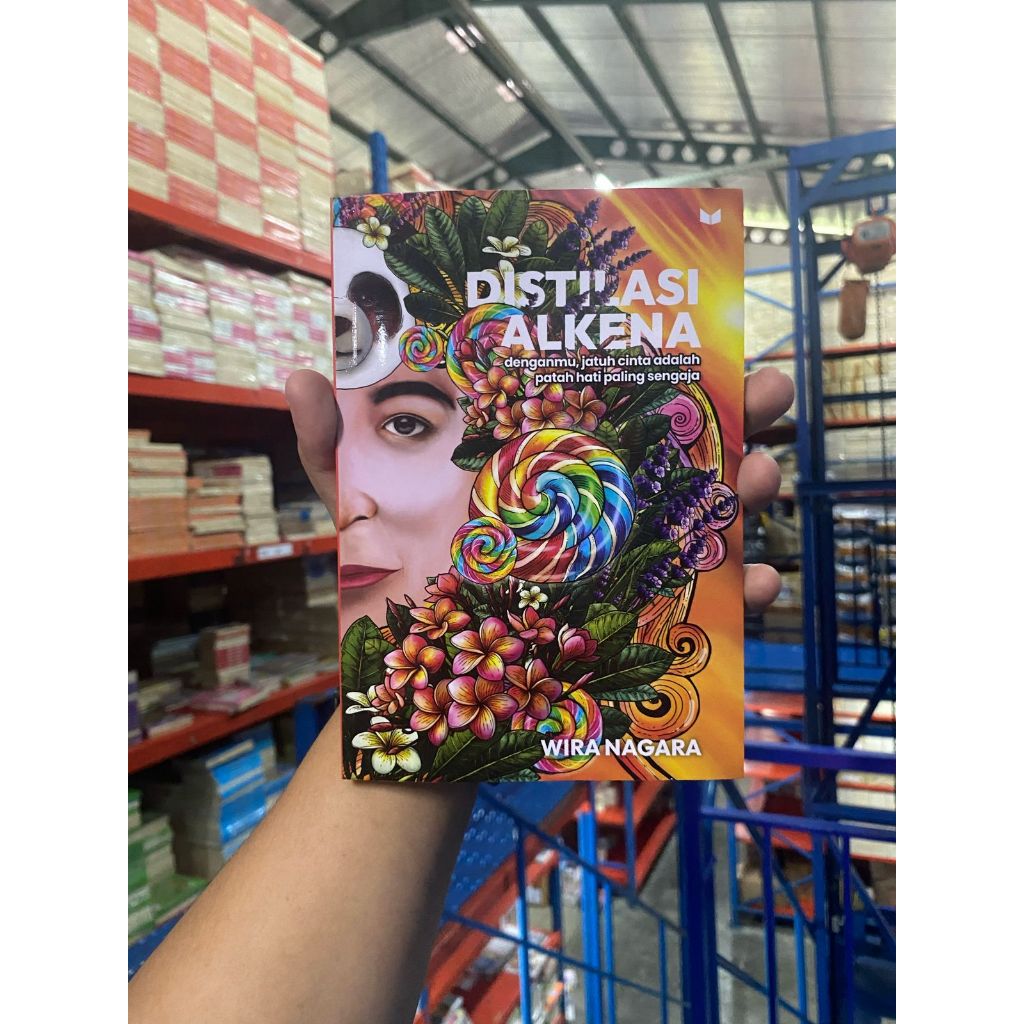 DISTILASI
ALKENA
denganmu, jatuh cinta adalah
patah hati paling sengaja
WIRA NAGARA